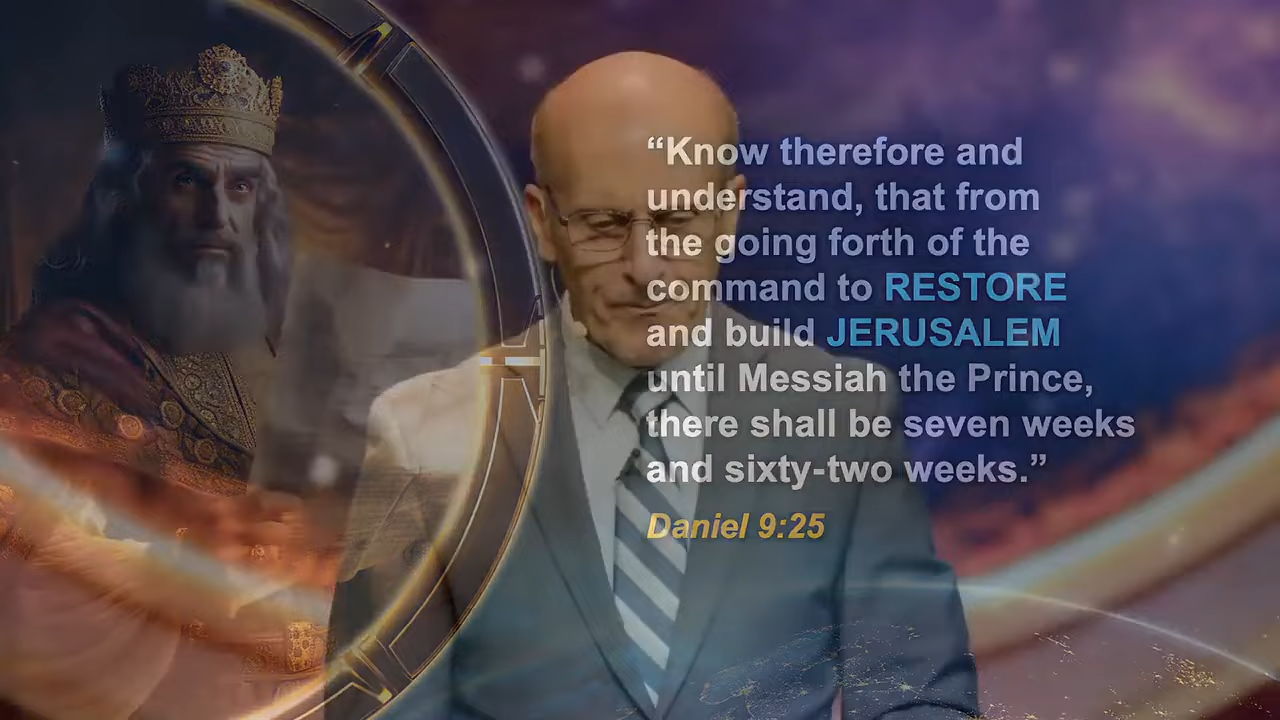 “Know therefore and
understand, that from
the going forth of the
command to RESTORE
and build JERUSALEM
until Messiah the Prince,
there shall be seven weeks
and sixty-two weeks.”
Daniel 9:25